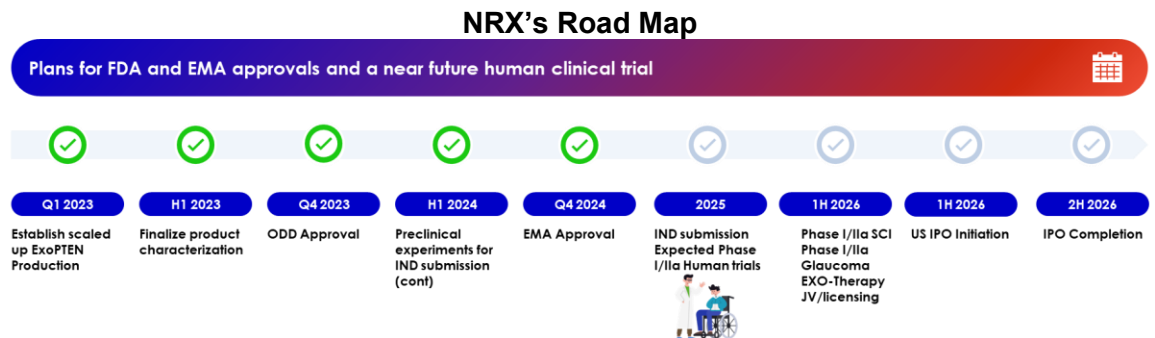 NRX's Road Map
Plans for FDA and EMA approvals and a near future human clinical trial
Q1 2023
Establish scaled
up ExoPTEN
Production
H1 2023
Finalize product
characterization
Q4 2023
ODD Approval
H1 2024
Preclinical
experiments for
IND submission
(cont)
Q4 2024
EMA Approval
2025
IND submission
Expected Phase
I/IIa Human trials
1H 2026
Phase I/IIa SCI
Phase I/IIa
Glaucoma
EXO-Therapy
JV/licensing
1H 2026
US IPO Initiation
2H 2026
IPO Completion